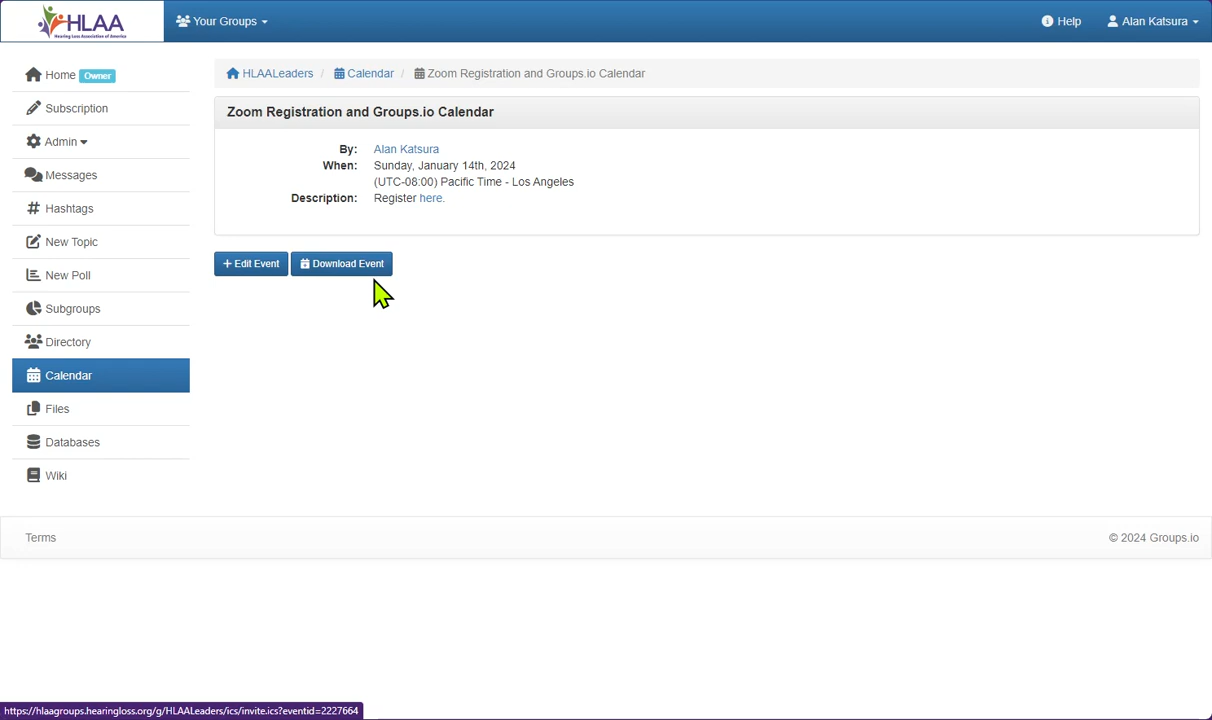 HLAA
Hearing Loss Association of America
Your Groups
Help
Alan Katsura
Home Owner
Subscription
Admin
Messages
Hashtags
New Topic
New Poll
Subgroups
Directory
Calendar
Files
Databases
Wiki
HLAALeaders / Calendar / Zoom Registration and Groups.io Calendar
Zoom Registration and Groups.io Calendar
By: Alan Katsura
When: Sunday, January 14th, 2024
(UTC-08:00) Pacific Time - Los Angeles
Description: Register here.
+ Edit Event
Download Event
Terms
© 2024 Groups.io
https://hlaagroups.hearingloss.org/g/HLAALeaders/ics/invite.ics?eventid=2227664